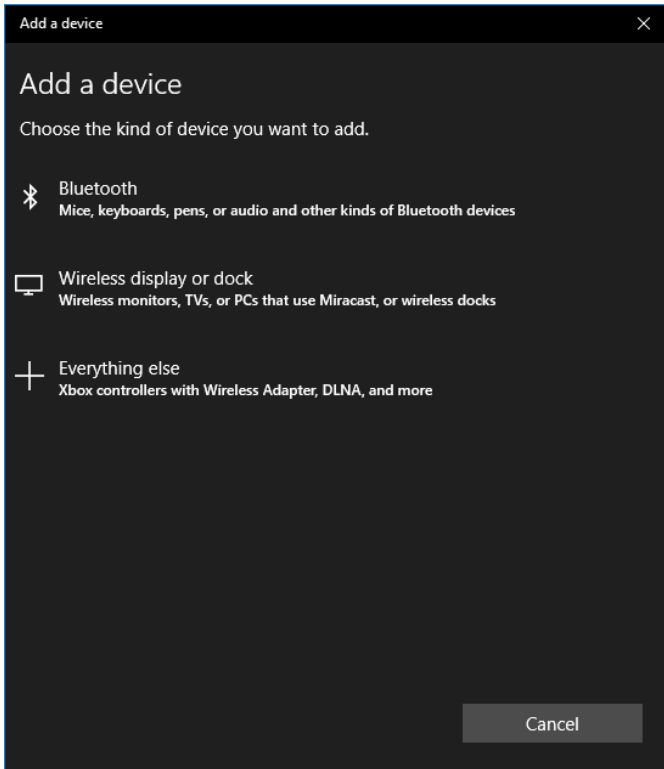 Add a device
Add a device
Choose the kind of device you want to add.
Bluetooth
Mice, keyboards, pens, or audio and other kinds of Bluetooth devices
Wireless display or dock
Wireless monitors, TVs, or PCs that use Miracast, or wireless docks
Everything else
Xbox controllers with Wireless Adapter, DLNA, and more
Cancel